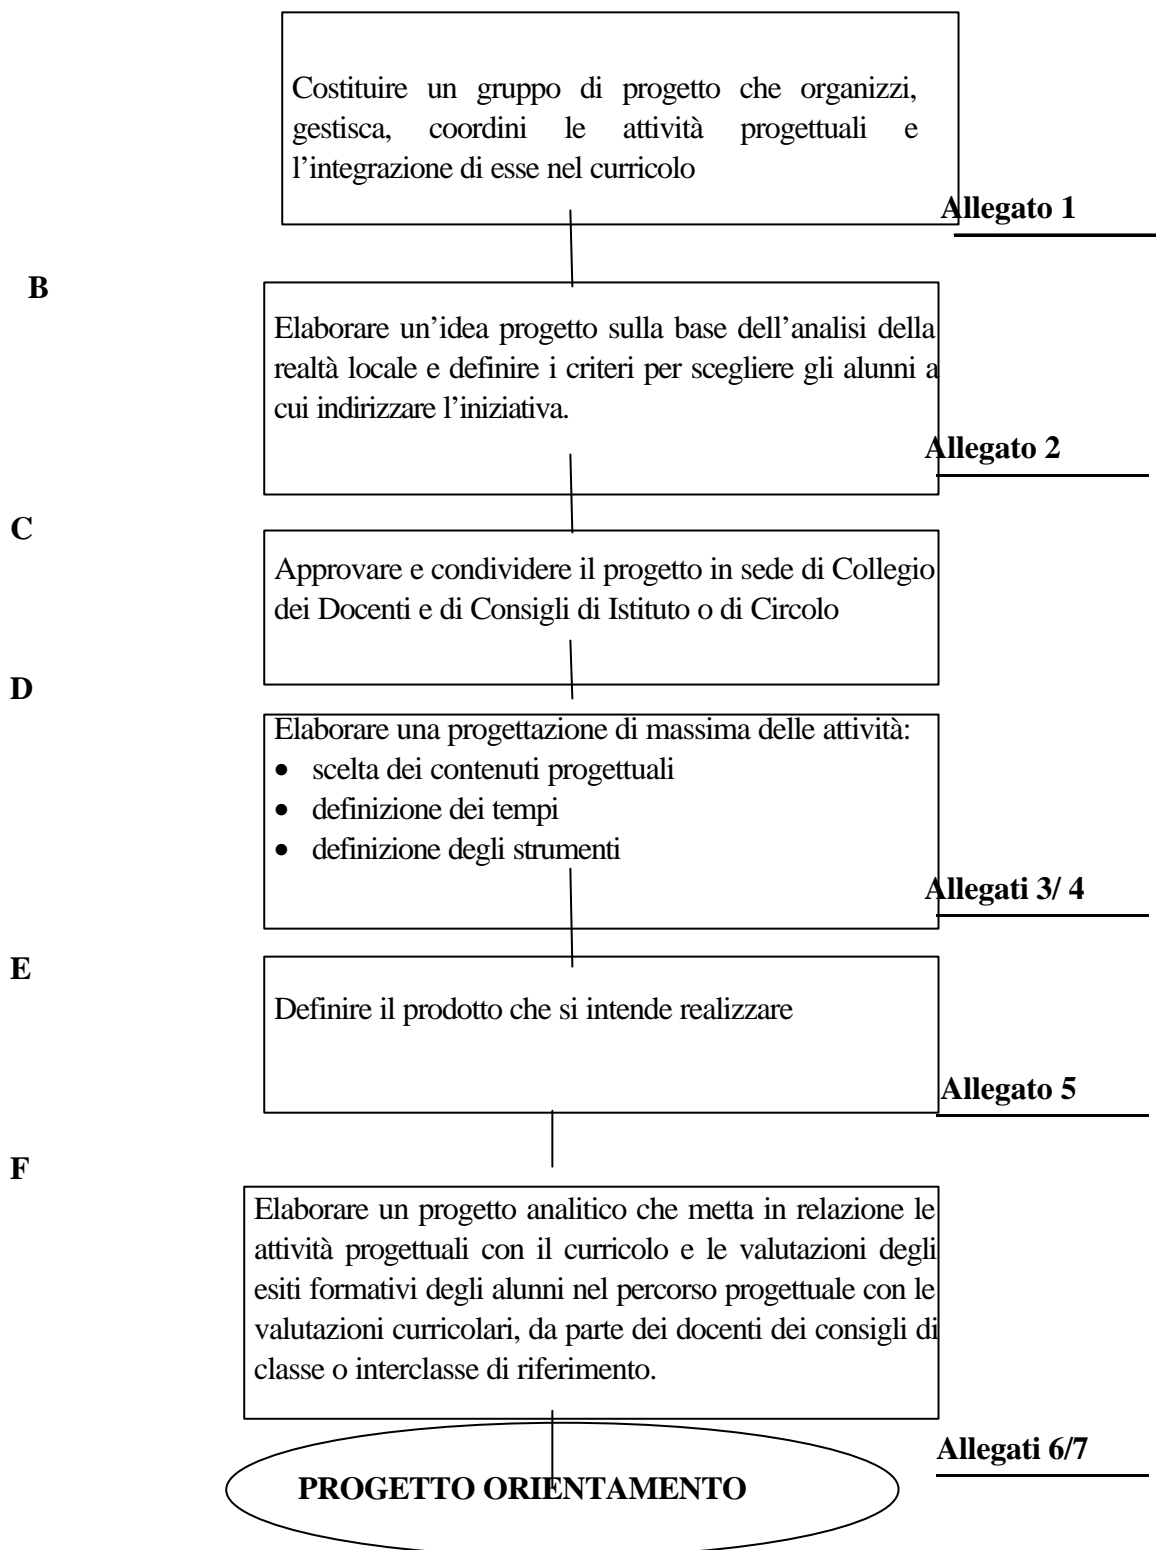 Costituire un gruppo di progetto che organizzi,
gestisca, coordini le attività progettuali e
l’integrazione di esse nel curricolo
Allegato 1
B
Elaborare un’idea progetto sulla base dell’analisi della
realtà locale e definire i criteri per scegliere gli alunni a
cui indirizzare l’iniziativa.
Allegato 2
C
Approvare e condividere il progetto in sede di Collegio
dei Docenti e di Consigli di Istituto o di Circolo
D
Elaborare una progettazione di massima delle attività:
• scelta dei contenuti progettuali
• definizione dei tempi
• definizione degli strumenti
Allegati 3/ 4
E
Definire il prodotto che si intende realizzare
Allegato 5
F
Elaborare un progetto analitico che metta in relazione le
attività progettuali con il curricolo e le valutazioni degli
esiti formativi degli alunni nel percorso progettuale con le
valutazioni curricolari, da parte dei docenti dei consigli di
classe o interclasse di riferimento.
Allegati 6/7
PROGETTO ORIENTAMENTO